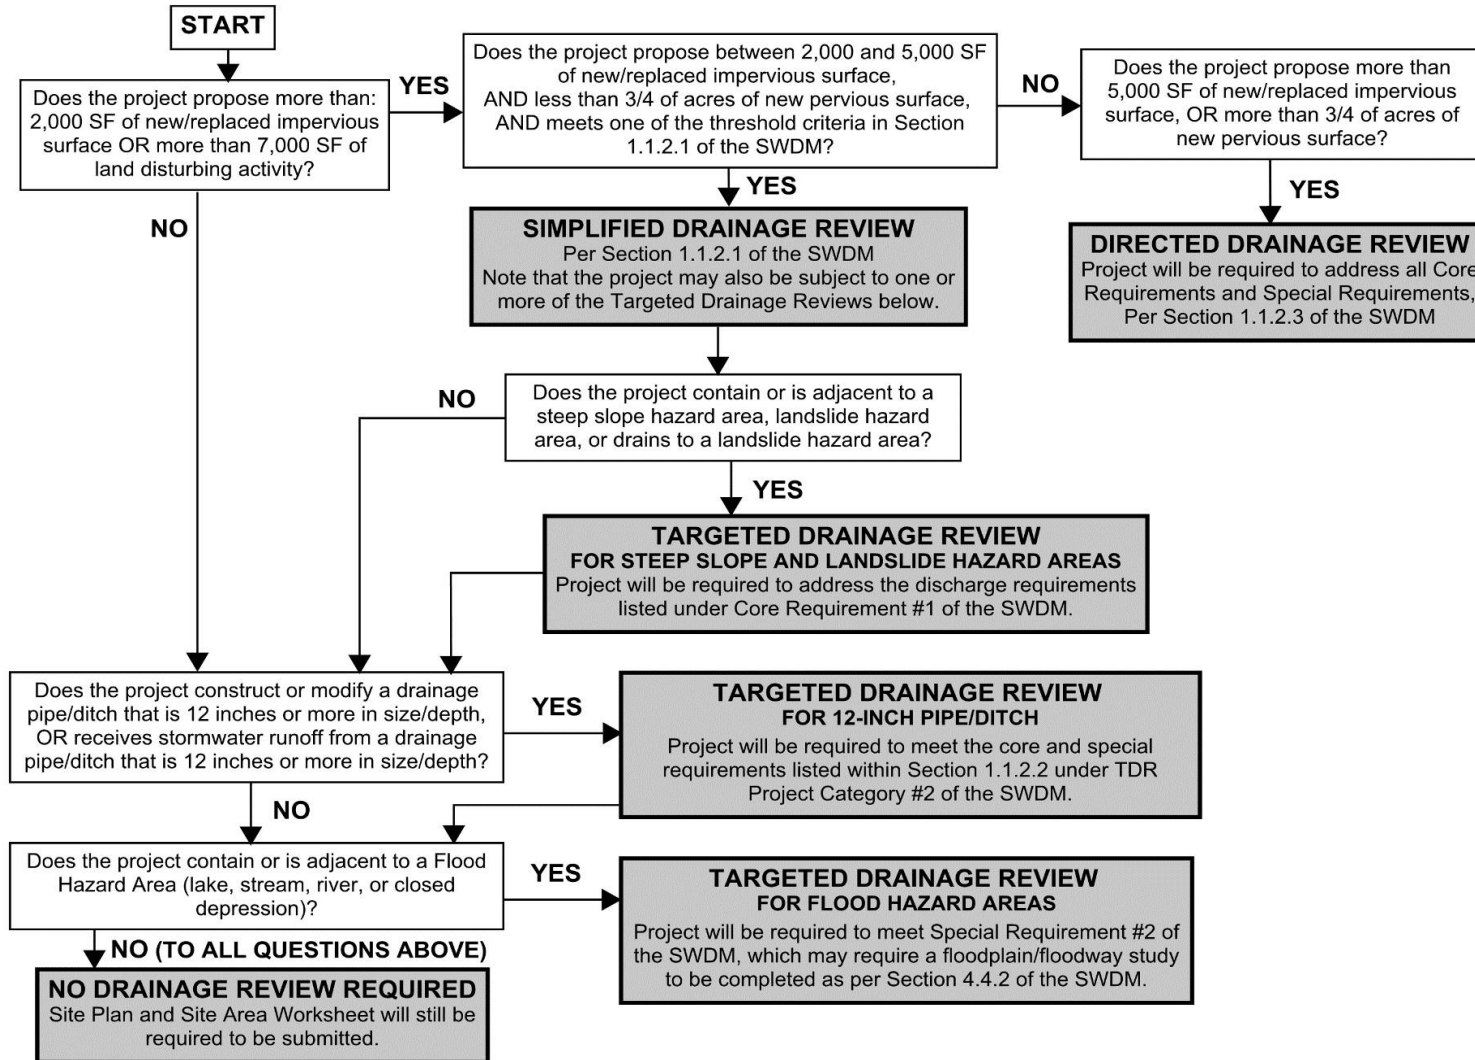 START
Does the project propose more than:
2,000 SF of new/replaced impervious
surface OR more than 7,000 SF of
land disturbing activity?
YES
Does the project propose between 2,000 and 5,000 SF
of new/replaced impervious surface,
AND less than 3/4 of acres of new pervious surface,
AND meets one of the threshold criteria in Section
1.1.2.1 of the SWDM?
NO
Does the project propose more than
5,000 SF of new/replaced impervious
surface, OR more than 3/4 of acres of
new pervious surface?
NO
YES
YES
SIMPLIFIED DRAINAGE REVIEW
Per Section 1.1.2.1 of the SWDM
Note that the project may also be subject to one or
more of the Targeted Drainage Reviews below.
DIRECTED DRAINAGE REVIEW
Project will be required to address all Core
Requirements and Special Requirements,
Per Section 1.1.2.3 of the SWDM
Does the project contain or is adjacent to a
steep slope hazard area, landslide hazard
area, or drains to a landslide hazard area?
NO
YES
TARGETED DRAINAGE REVIEW
FOR STEEP SLOPE AND LANDSLIDE HAZARD AREAS
Project will be required to address the discharge requirements
listed under Core Requirement #1 of the SWDM.
Does the project construct or modify a drainage
pipe/ditch that is 12 inches or more in size/depth,
OR receives stormwater runoff from a drainage
pipe/ditch that is 12 inches or more in size/depth?
YES
TARGETED DRAINAGE REVIEW
FOR 12-INCH PIPE/DITCH
Project will be required to meet the core and special
requirements listed within Section 1.1.2.2 under TDR
Project Category #2 of the SWDM.
NO
Does the project contain or is adjacent to a Flood
Hazard Area (lake, stream, river, or closed
depression)?
YES
TARGETED DRAINAGE REVIEW
FOR FLOOD HAZARD AREAS
Project will be required to meet Special Requirement #2 of
the SWDM, which may require a floodplain/floodway study
to be completed as per Section 4.4.2 of the SWDM.
NO (TO ALL QUESTIONS ABOVE)
NO DRAINAGE REVIEW REQUIRED
Site Plan and Site Area Worksheet will still be
required to be submitted.